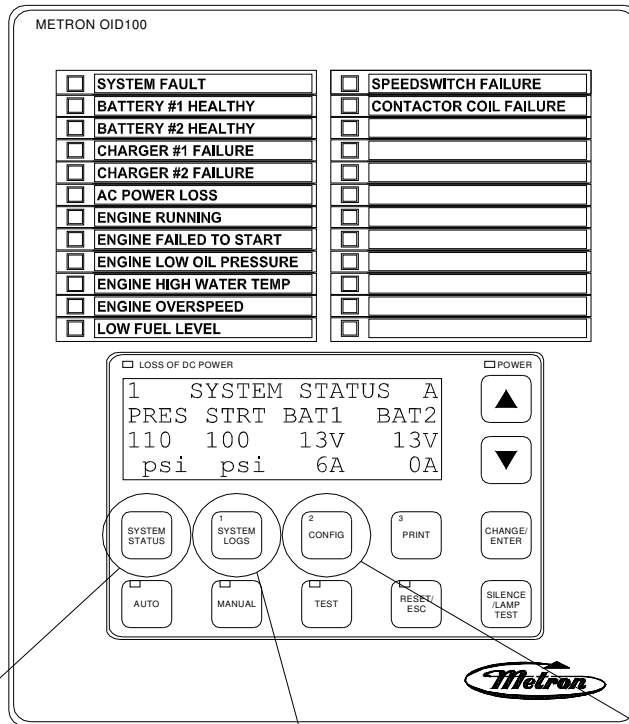 METRON OID100
SYSTEM FAULT
BATTERY #1 HEALTHY
BATTERY #2 HEALTHY
CHARGER #1 FAILURE
CHARGER #2 FAILURE
AC POWER LOSS
ENGINE RUNNING
ENGINE FAILED TO START
ENGINE LOW OIL PRESSURE
ENGINE HIGH WATER TEMP
ENGINE OVERSPEED
LOW FUEL LEVEL
SPEEDSWITCH FAILURE
CONTACTOR COIL FAILURE
LOSS OF DC POWER
POWER
1 SYSTEM STATUS A
PRES STRT BAT1 BAT2
110 100 13V 13V
psi psi 6A 0A
SYSTEM
STATUS
1
SYSTEM
LOGS
2
CONFIG
3
PRINT
CHANGE/
ENTER
AUTO
MANUAL
TEST
RESET/
ESC
SILENCE
/LAMP
TEST
Metron